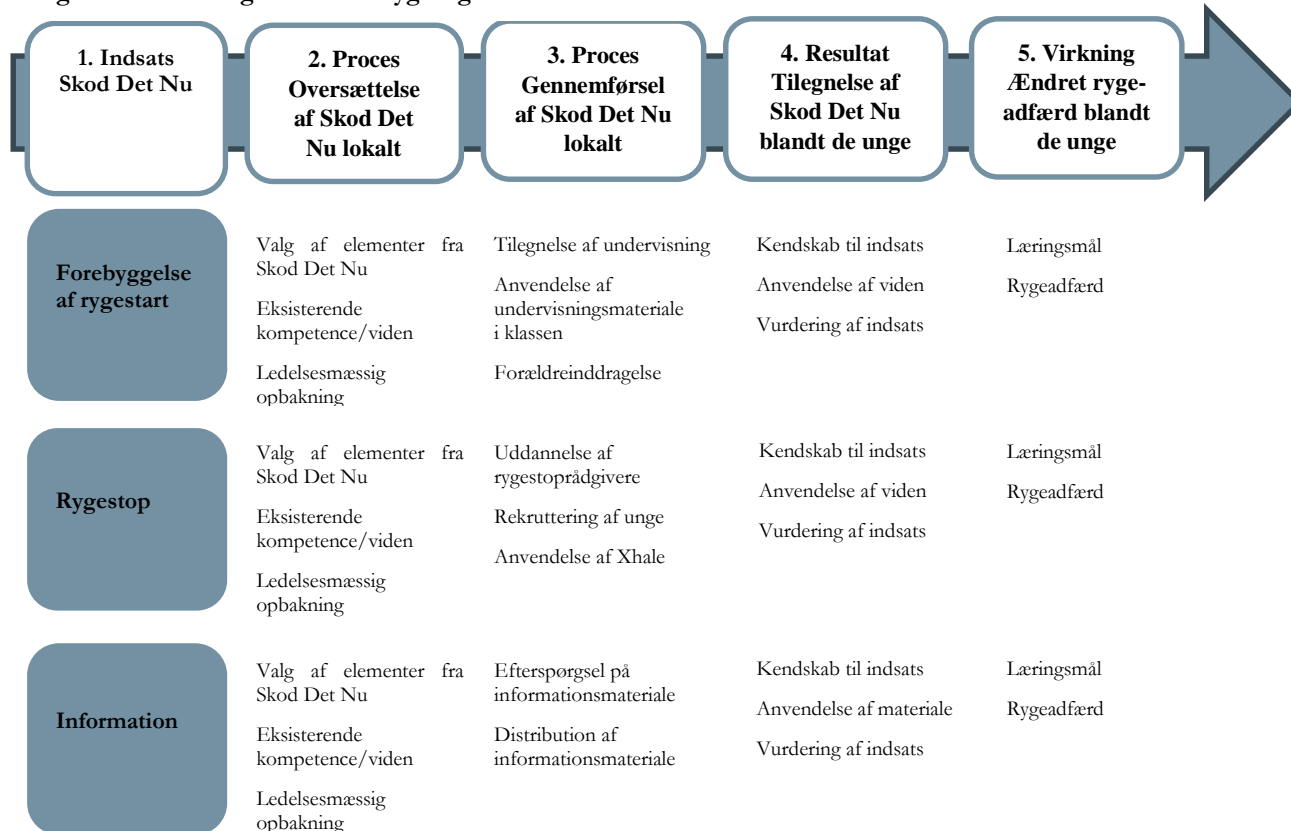 1. Indsats
Skod Det Nu
2. Proces
Oversættelse
af Skod Det
Nu lokalt
3. Proces
Gennemførsel
af Skod Det Nu
lokalt
4. Resultat
Tilegnelse af
Skod Det Nu
blandt de unge
5. Virkning
Ændret ryge-
adfærd blandt
de unge
Forebyggelse
af rygestart
Valg af elementer fra
Skod Det Nu
Eksisterende
kompetence/viden
Ledelsesmæssig
opbakning
Tilegnelse af undervisning
Anvendelse af
undervisningsmateriale
i klassen
Forældreinddragelse
Kendskab til indsats
Anvendelse af viden
Vurdering af indsats
Læringsmål
Rygeadfærd
Rygestop
Valg af elementer fra
Skod Det Nu
Eksisterende
kompetence/viden
Ledelsesmæssig
opbakning
Uddannelse af
rygestoprådgivere
Rekruttering af unge
Anvendelse af Xhale
Kendskab til indsats
Anvendelse af viden
Vurdering af indsats
Læringsmål
Rygeadfærd
Information
Valg af elementer fra
Skod Det Nu
Eksisterende
kompetence/viden
Ledelsesmæssig
opbakning
Efterspørgsel på
informationsmateriale
Distribution af
informationsmateriale
Kendskab til indsats
Anvendelse af materiale
Vurdering af indsats
Læringsmål
Rygeadfærd